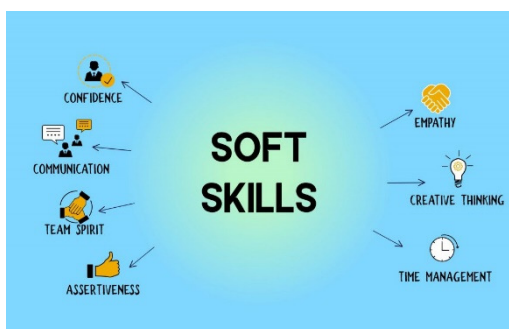 SOFT
SKILLS
CONFIDENCE
COMMUNICATION
TEAM SPIRIT
ASSERTIVENESS
EMPATHY
CREATIVE THINKING
TIME MANAGEMENT